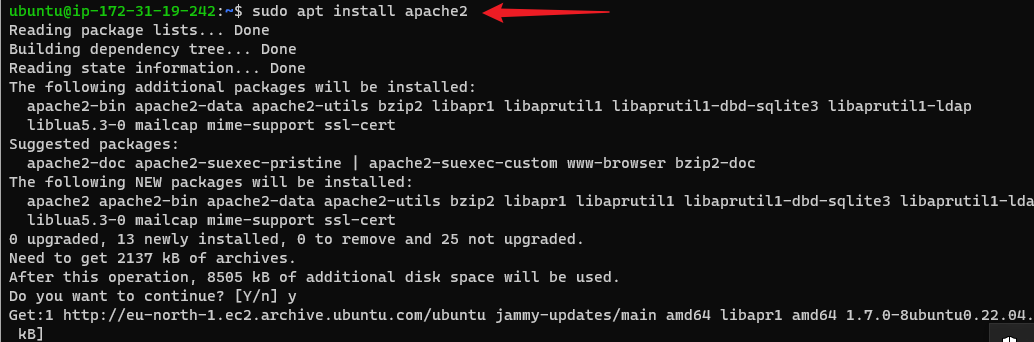 ubuntu@ip-172-31-19-242:~$ sudo apt install apache2
Reading package lists... Done
Building dependency tree... Done
Reading state information... Done
The following additional packages will be installed:
  apache2-bin apache2-data apache2-utils bzip2 libapr1 libaprutil1 libaprutil1-dbd-sqlite3 libaprutil1-ldap
  liblua5.3-0 mailcap mime-support ssl-cert
Suggested packages:
  apache2-doc apache2-suexec-pristine | apache2-suexec-custom www-browser bzip2-doc
The following NEW packages will be installed:
  apache2 apache2-bin apache2-data apache2-utils bzip2 libapr1 libaprutil1 libaprutil1-dbd-sqlite3 libaprutil1-lda
  liblua5.3-0 mailcap mime-support ssl-cert
0 upgraded, 13 newly installed, 0 to remove and 25 not upgraded.
Need to get 2137 kB of archives.
After this operation, 8505 kB of additional disk space will be used.
Do you want to continue? [Y/n] y
Get:1 http://eu-north-1.ec2.archive.ubuntu.com/ubuntu jammy-updates/main amd64 libapr1 amd64 1.7.0-8ubuntu0.22.04.
 kB]